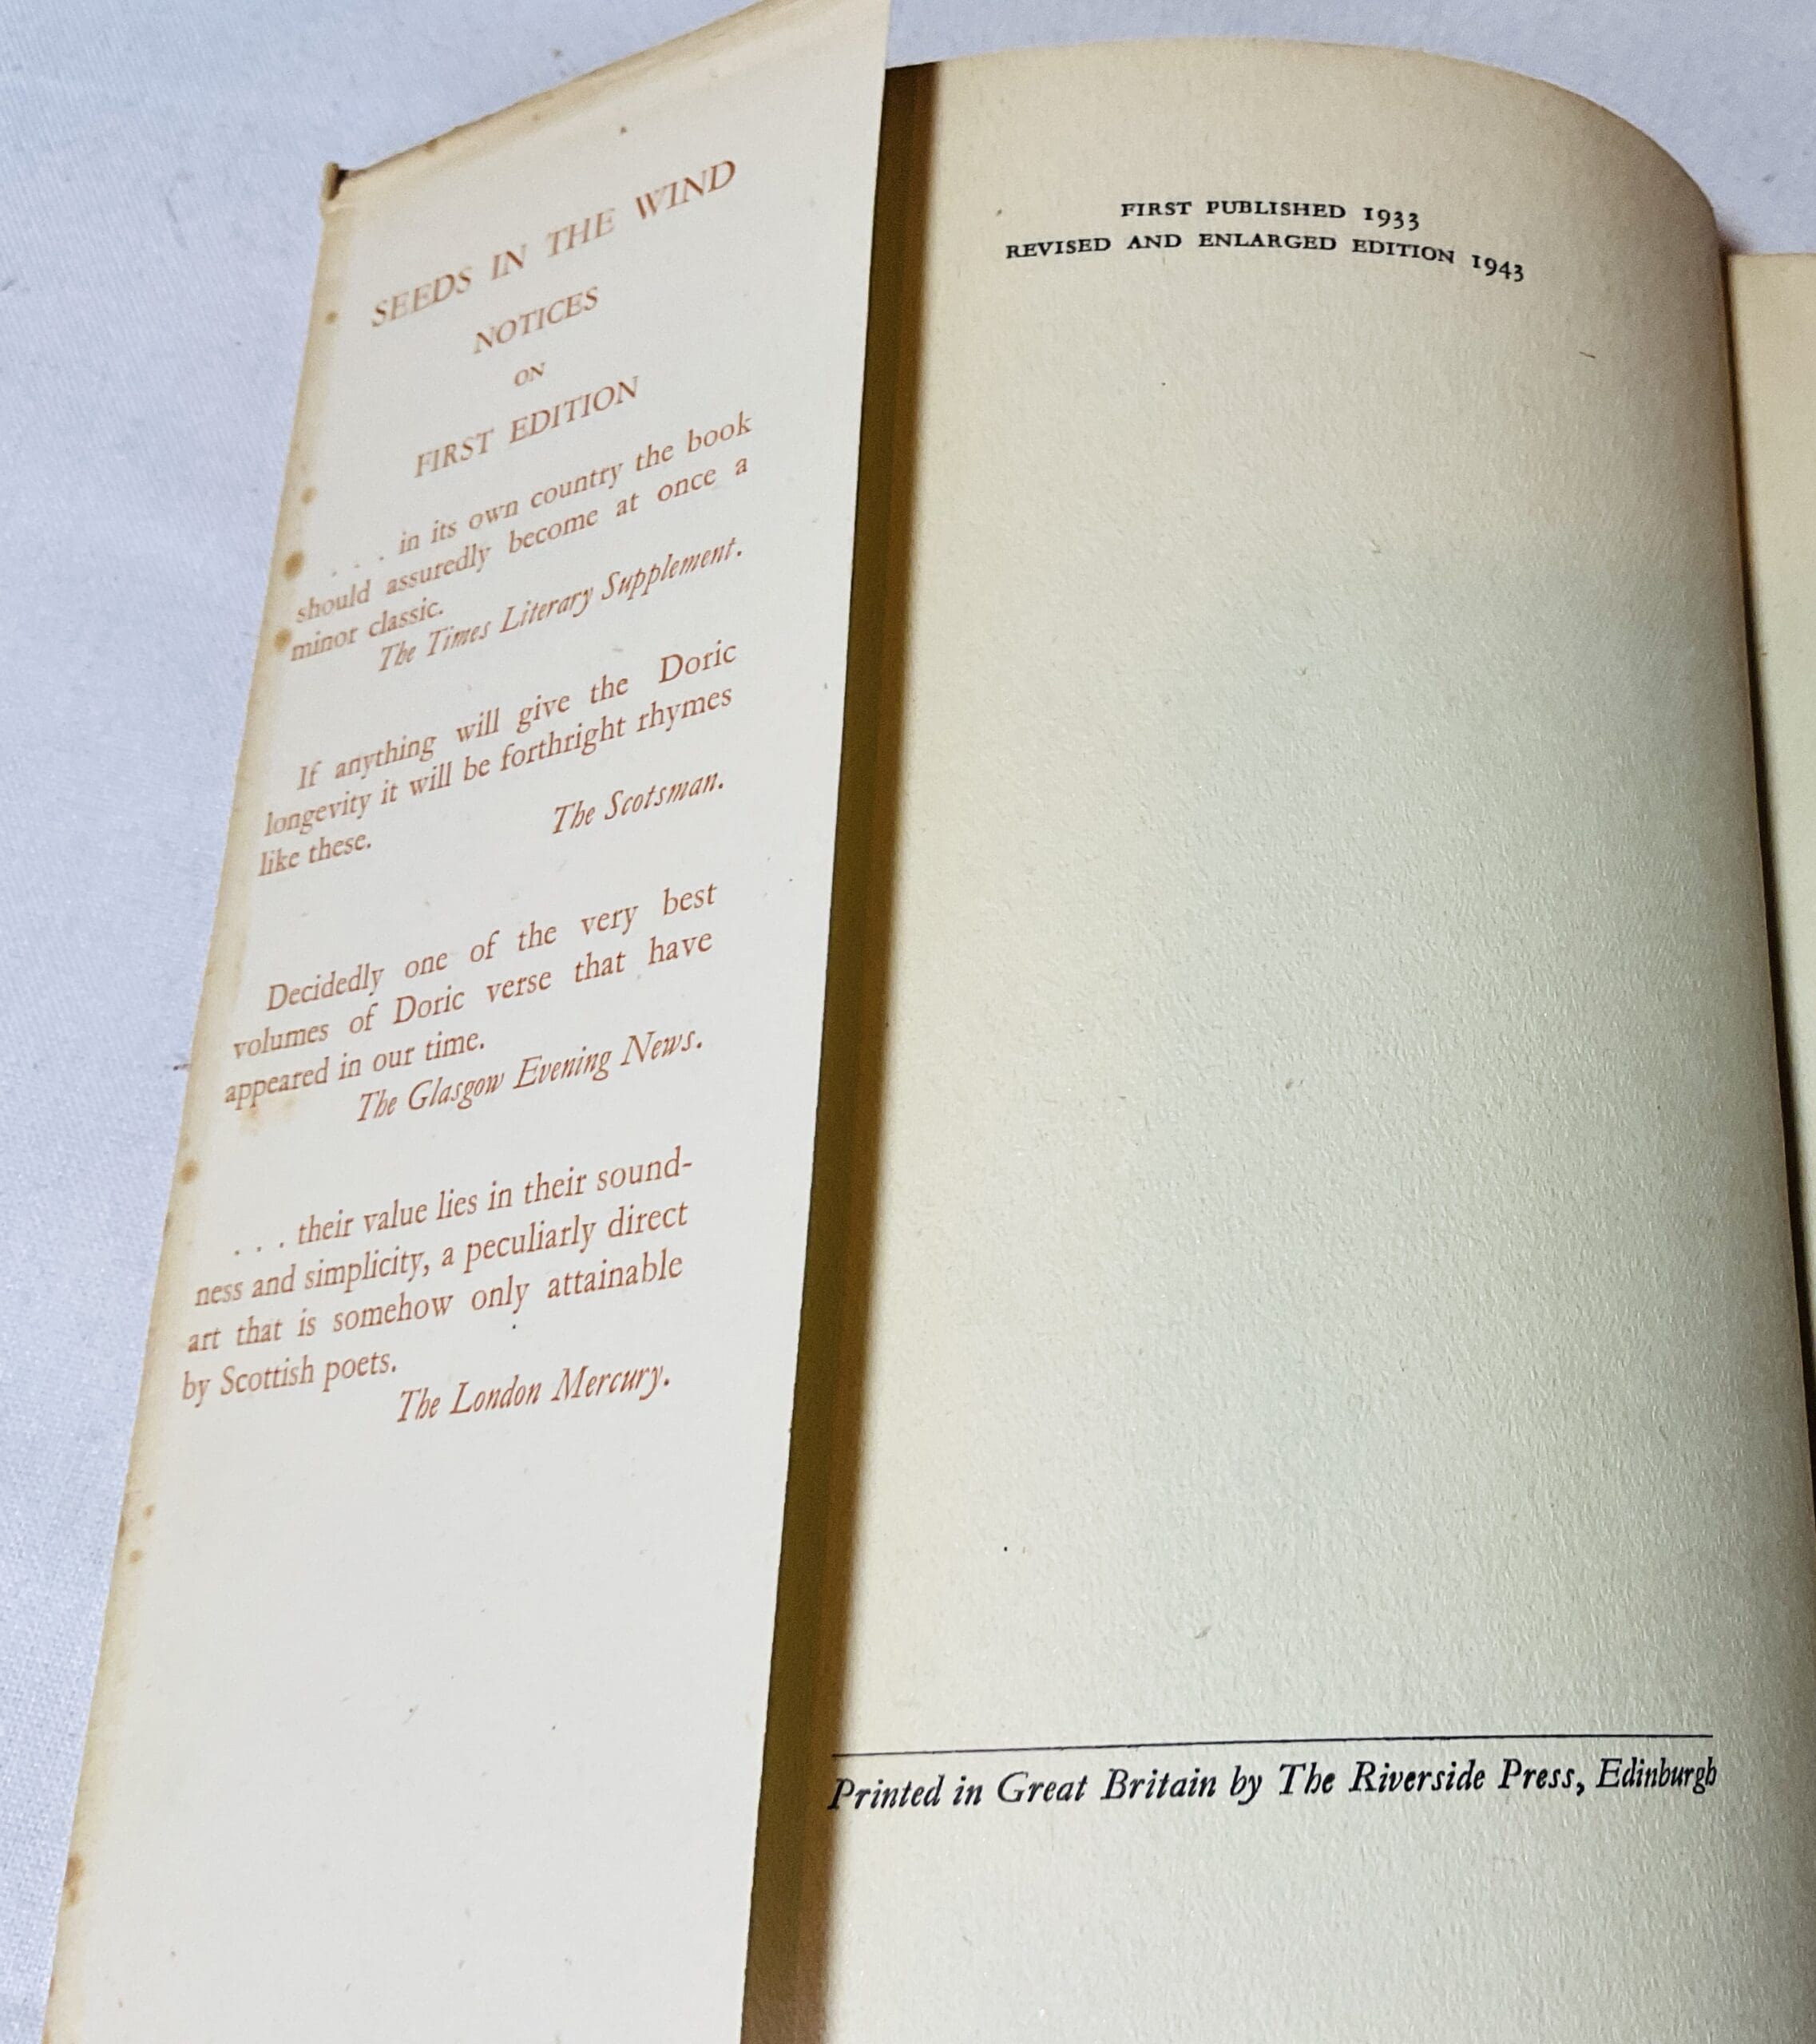 SEEDS IN THE WIND
NOTICES
ON
FIRST EDITION
. . . in its own country the book
should assuredly become at once a
minor classic.
The Times Literary Supplement.
If anything will give the Doric
longevity it will be forthright rhymes
like these.
The Scotsman.
Decidedly one of the very best
volumes of Doric verse that have
appeared in our time.
The Glasgow Evening News.
. . . their value lies in their sound-
ness and simplicity, a peculiarly direct
art that is somehow only attainable
by Scottish poets.
The London Mercury.
FIRST PUBLISHED 1933
REVISED AND ENLARGED EDITION 1943
Printed in Great Britain by The Riverside Press, Edinburgh